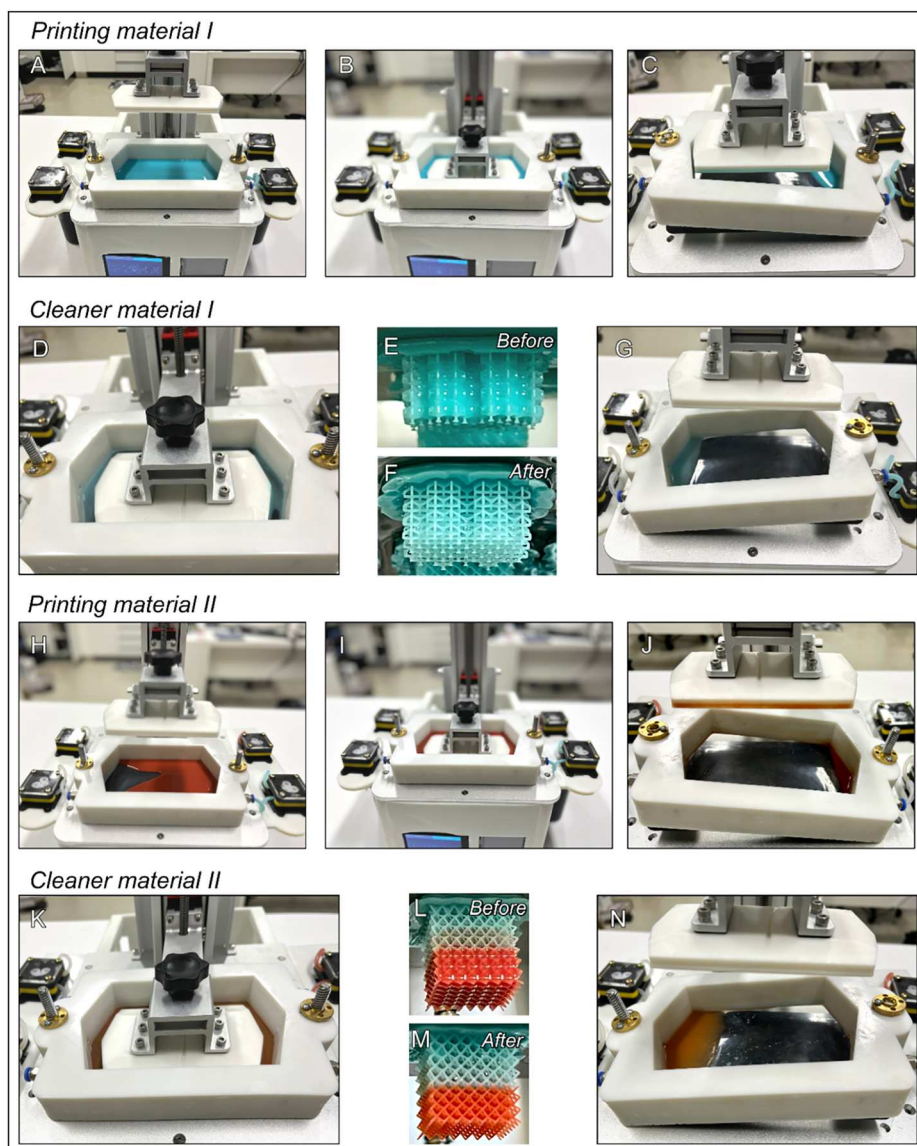 Printing material I
A
B
C
Cleaner material I
D
E
Before
F
After
G
Printing material II
H
I
J
Cleaner material II
K
L
Before
M
After
N